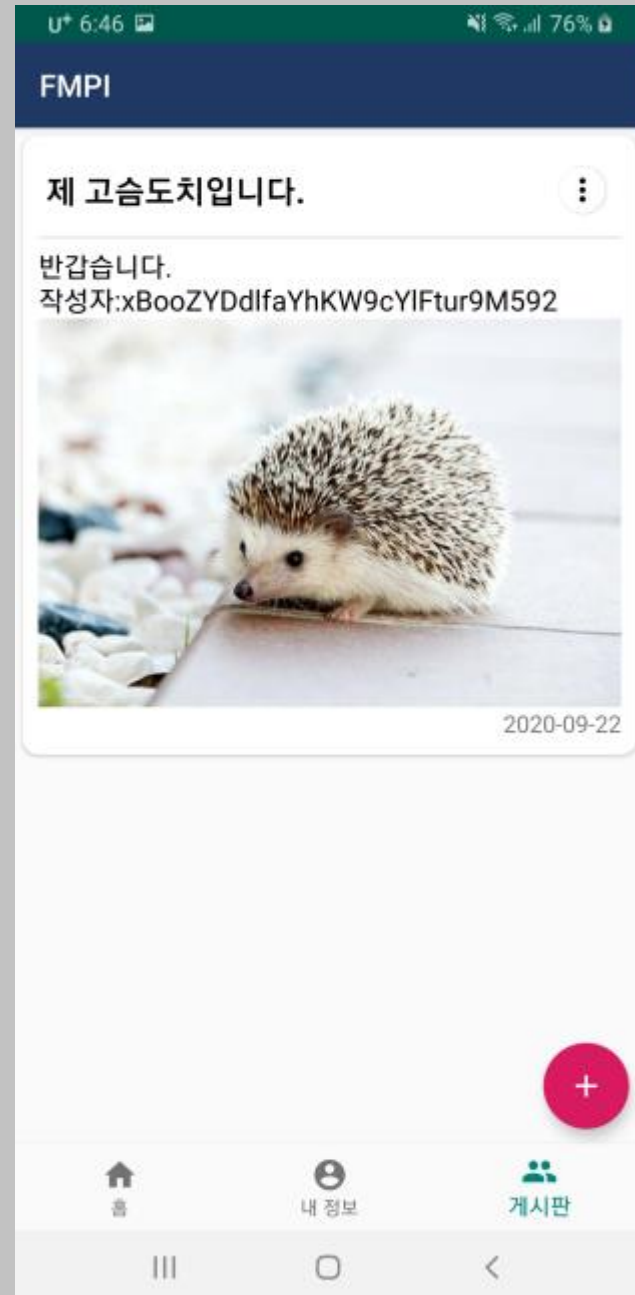 U⁺ 6:46 76%
FMPI
제 고슴도치입니다.
반갑습니다.
작성자:xBooZYDdlfaYhKW9cYlFtur9M592
2020-09-22
+
홈 내 정보 게시판